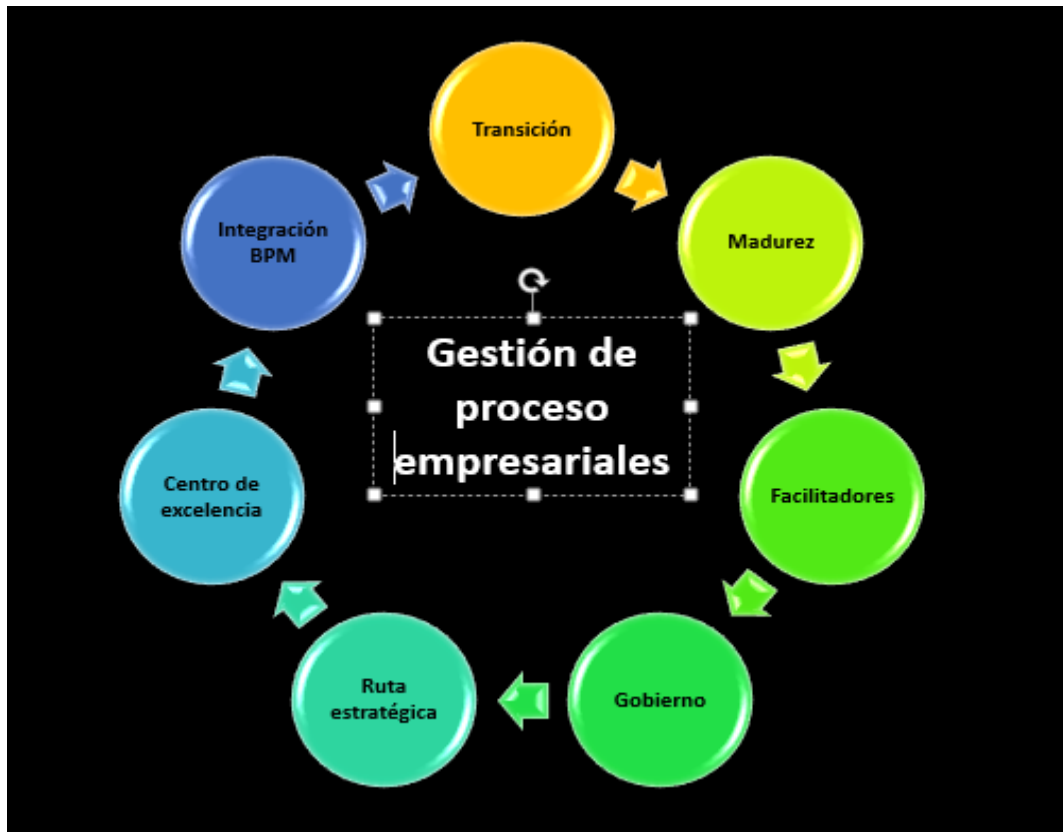 Transición
Madurez
Facilitadores
Gobierno
Ruta
estratégica
Centro de
excelencia
Integración
BPM
Gestión de
proceso
empresariales